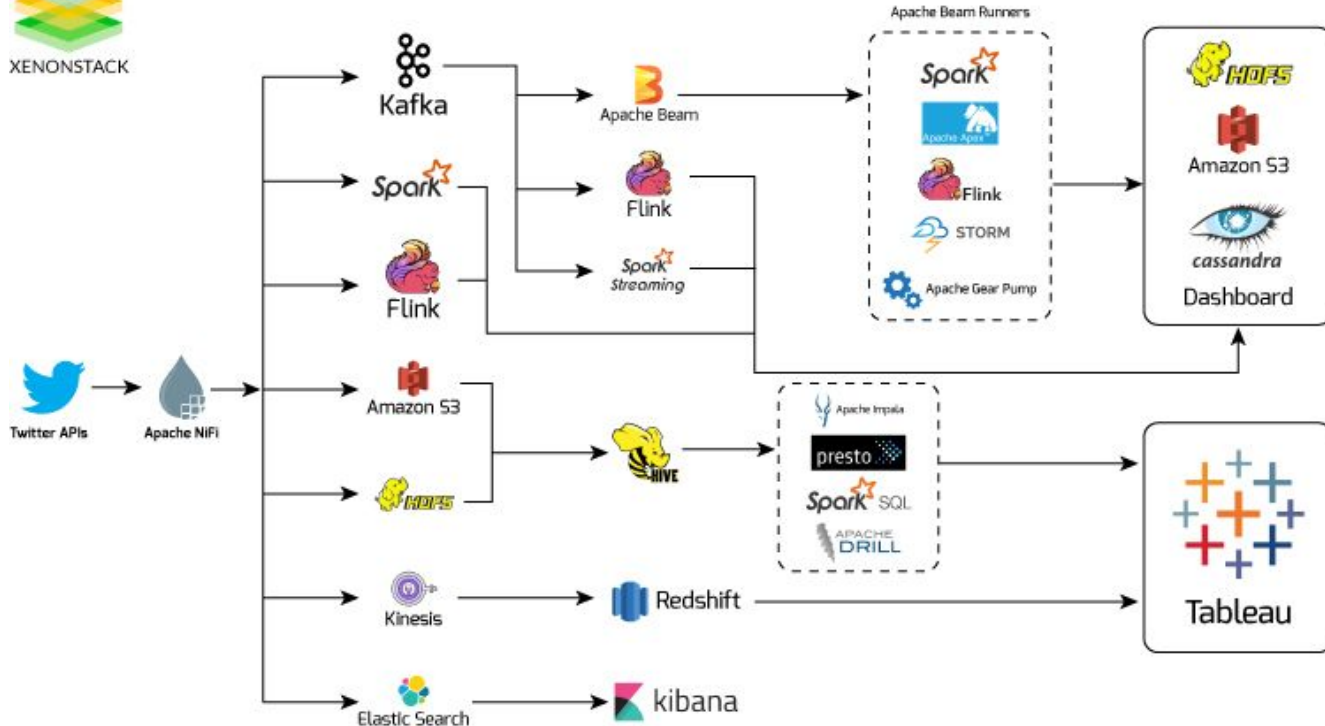 XENONSTACK
Apache Beam Runners
Kafka
Apache Beam
Spark
Apache Apex
Flink
STORM
Apache Gear Pump
HDFS
Amazon S3
cassandra
Dashboard
Spark
Flink
Flink
Spark
Streaming
Twitter APIs
Apache NiFi
Amazon S3
HDFS
HIVE
Apache Impala
presto
Spark SQL
APACHE
DRILL
Tableau
Kinesis
Redshift
Elastic Search
kibana